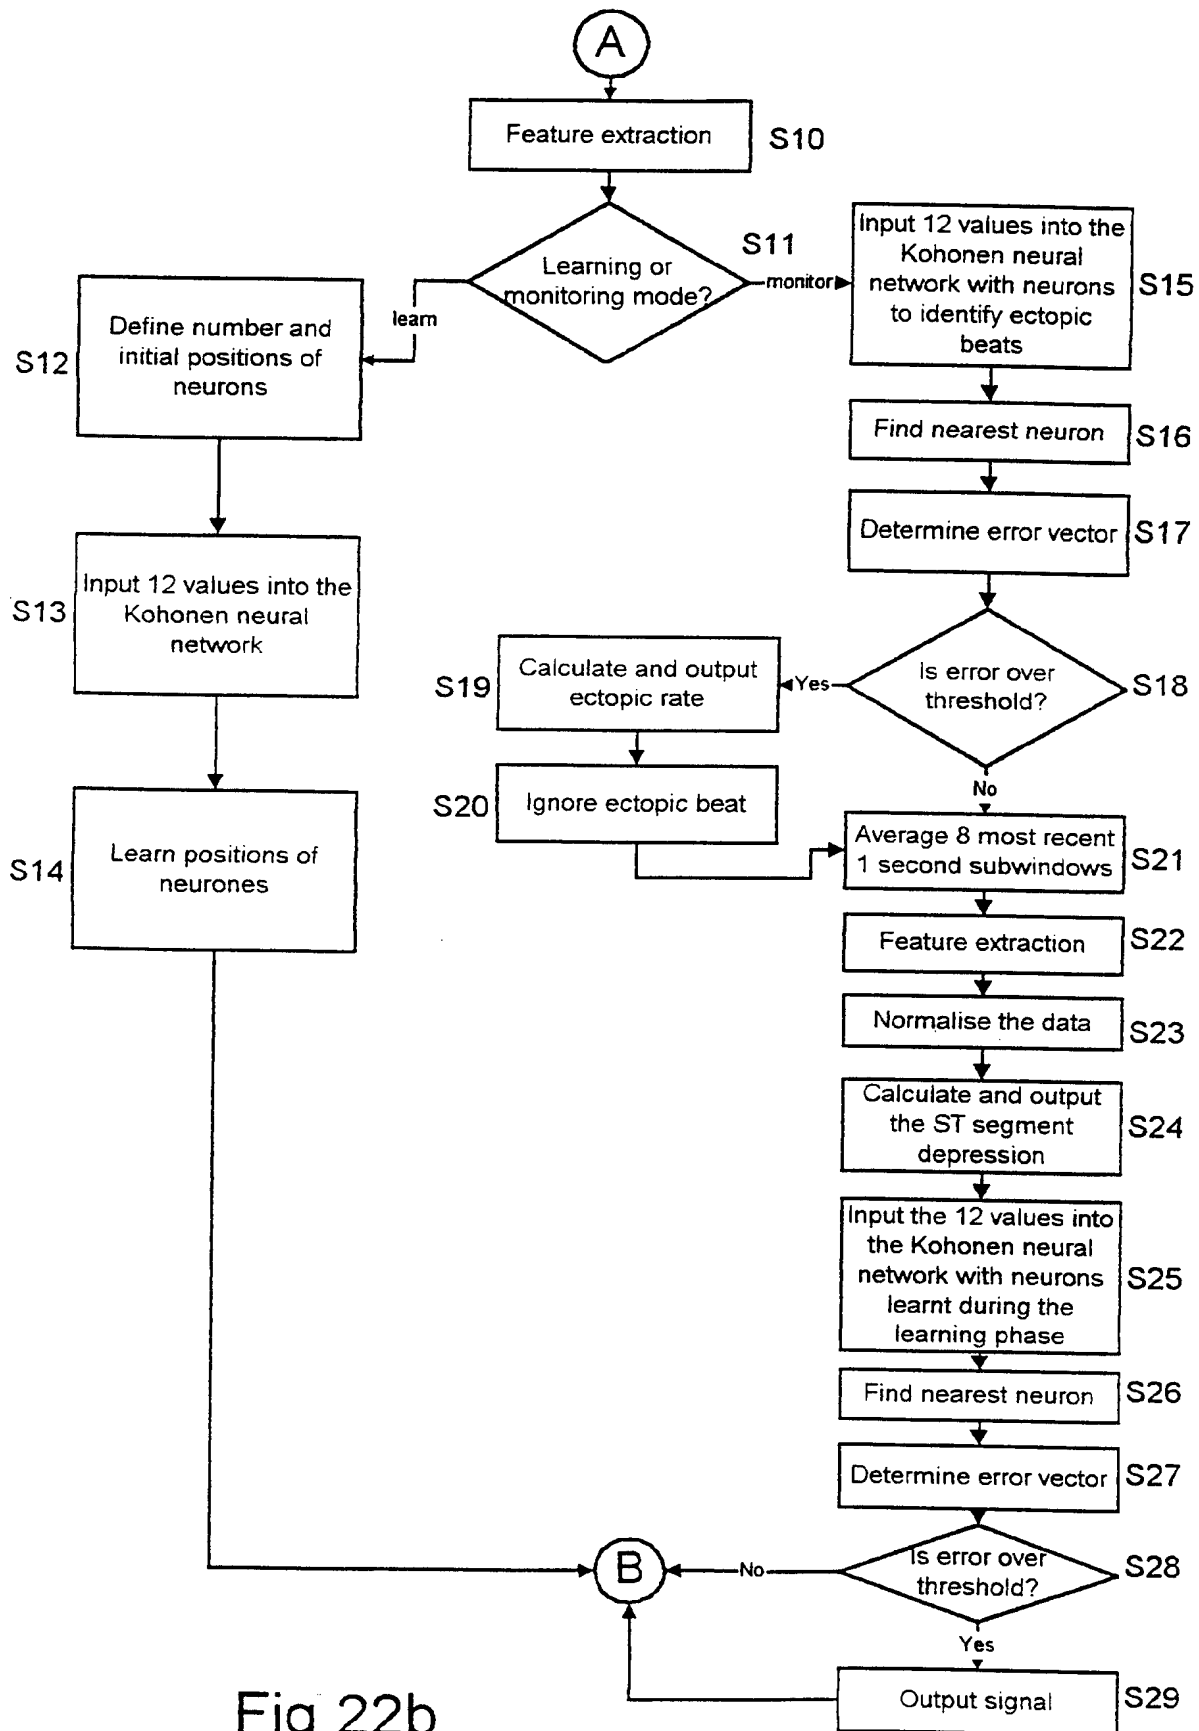 A
Feature extraction
S10
Learning or
monitoring mode?
S11
learn
monitor
Define number and
initial positions of
neurons
S12
Input 12 values into the
Kohonen neural
network
S13
Learn positions of
neurones
S14
Input 12 values into the
Kohonen neural
network with neurons
to identify ectopic
beats
S15
Find nearest neuron
S16
Determine error vector
S17
Is error over
threshold?
S18
Yes
No
Calculate and output
ectopic rate
S19
Ignore ectopic beat
S20
Average 8 most recent
1 second subwindows
S21
Feature extraction
S22
Normalise the data
S23
Calculate and output
the ST segment
depression
S24
Input the 12 values into
the Kohonen neural
network with neurons
learnt during the
learning phase
S25
Find nearest neuron
S26
Determine error vector
S27
Is error over
threshold?
S28
No
B
Yes
Output signal
S29
Fig 22b